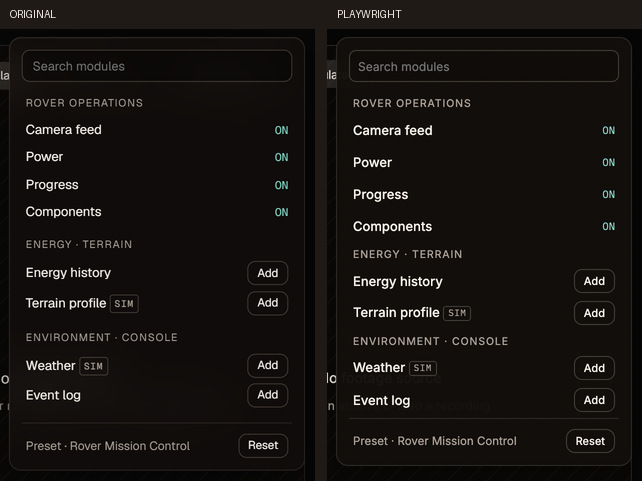 ORIGINAL
Search modules
ROVER OPERATIONS
Camera feed ON
Power ON
Progress ON
Components ON
ENERGY · TERRAIN
Energy history Add
Terrain profile SIM Add
ENVIRONMENT · CONSOLE
Weather SIM Add
Event log Add
Preset · Rover Mission Control Reset
PLAYWRIGHT
Search modules
ROVER OPERATIONS
Camera feed ON
Power ON
Progress ON
Components ON
ENERGY · TERRAIN
Energy history Add
Terrain profile SIM Add
ENVIRONMENT · CONSOLE
Weather SIM Add
footage source
Event log Add
Preset · Rover Mission Control Reset